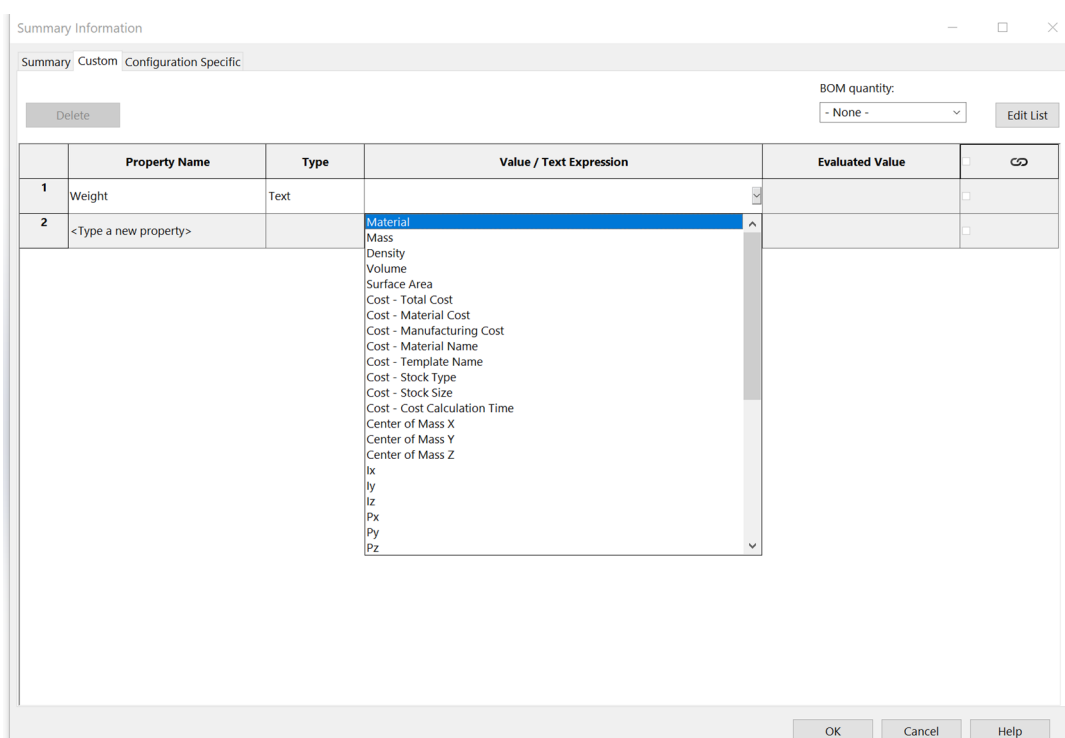 Summary Information
Summary Custom Configuration Specific
BOM quantity:
Delete - None - Edit List
Property Name Type Value / Text Expression Evaluated Value
1 Weight Text
2 <Type a new property>
Material
Mass
Density
Volume
Surface Area
Cost - Total Cost
Cost - Material Cost
Cost - Manufacturing Cost
Cost - Material Name
Cost - Template Name
Cost - Stock Type
Cost - Stock Size
Cost - Cost Calculation Time
Center of Mass X
Center of Mass Y
Center of Mass Z
Ix
Iy
Iz
Px
Py
Pz
OK Cancel Help